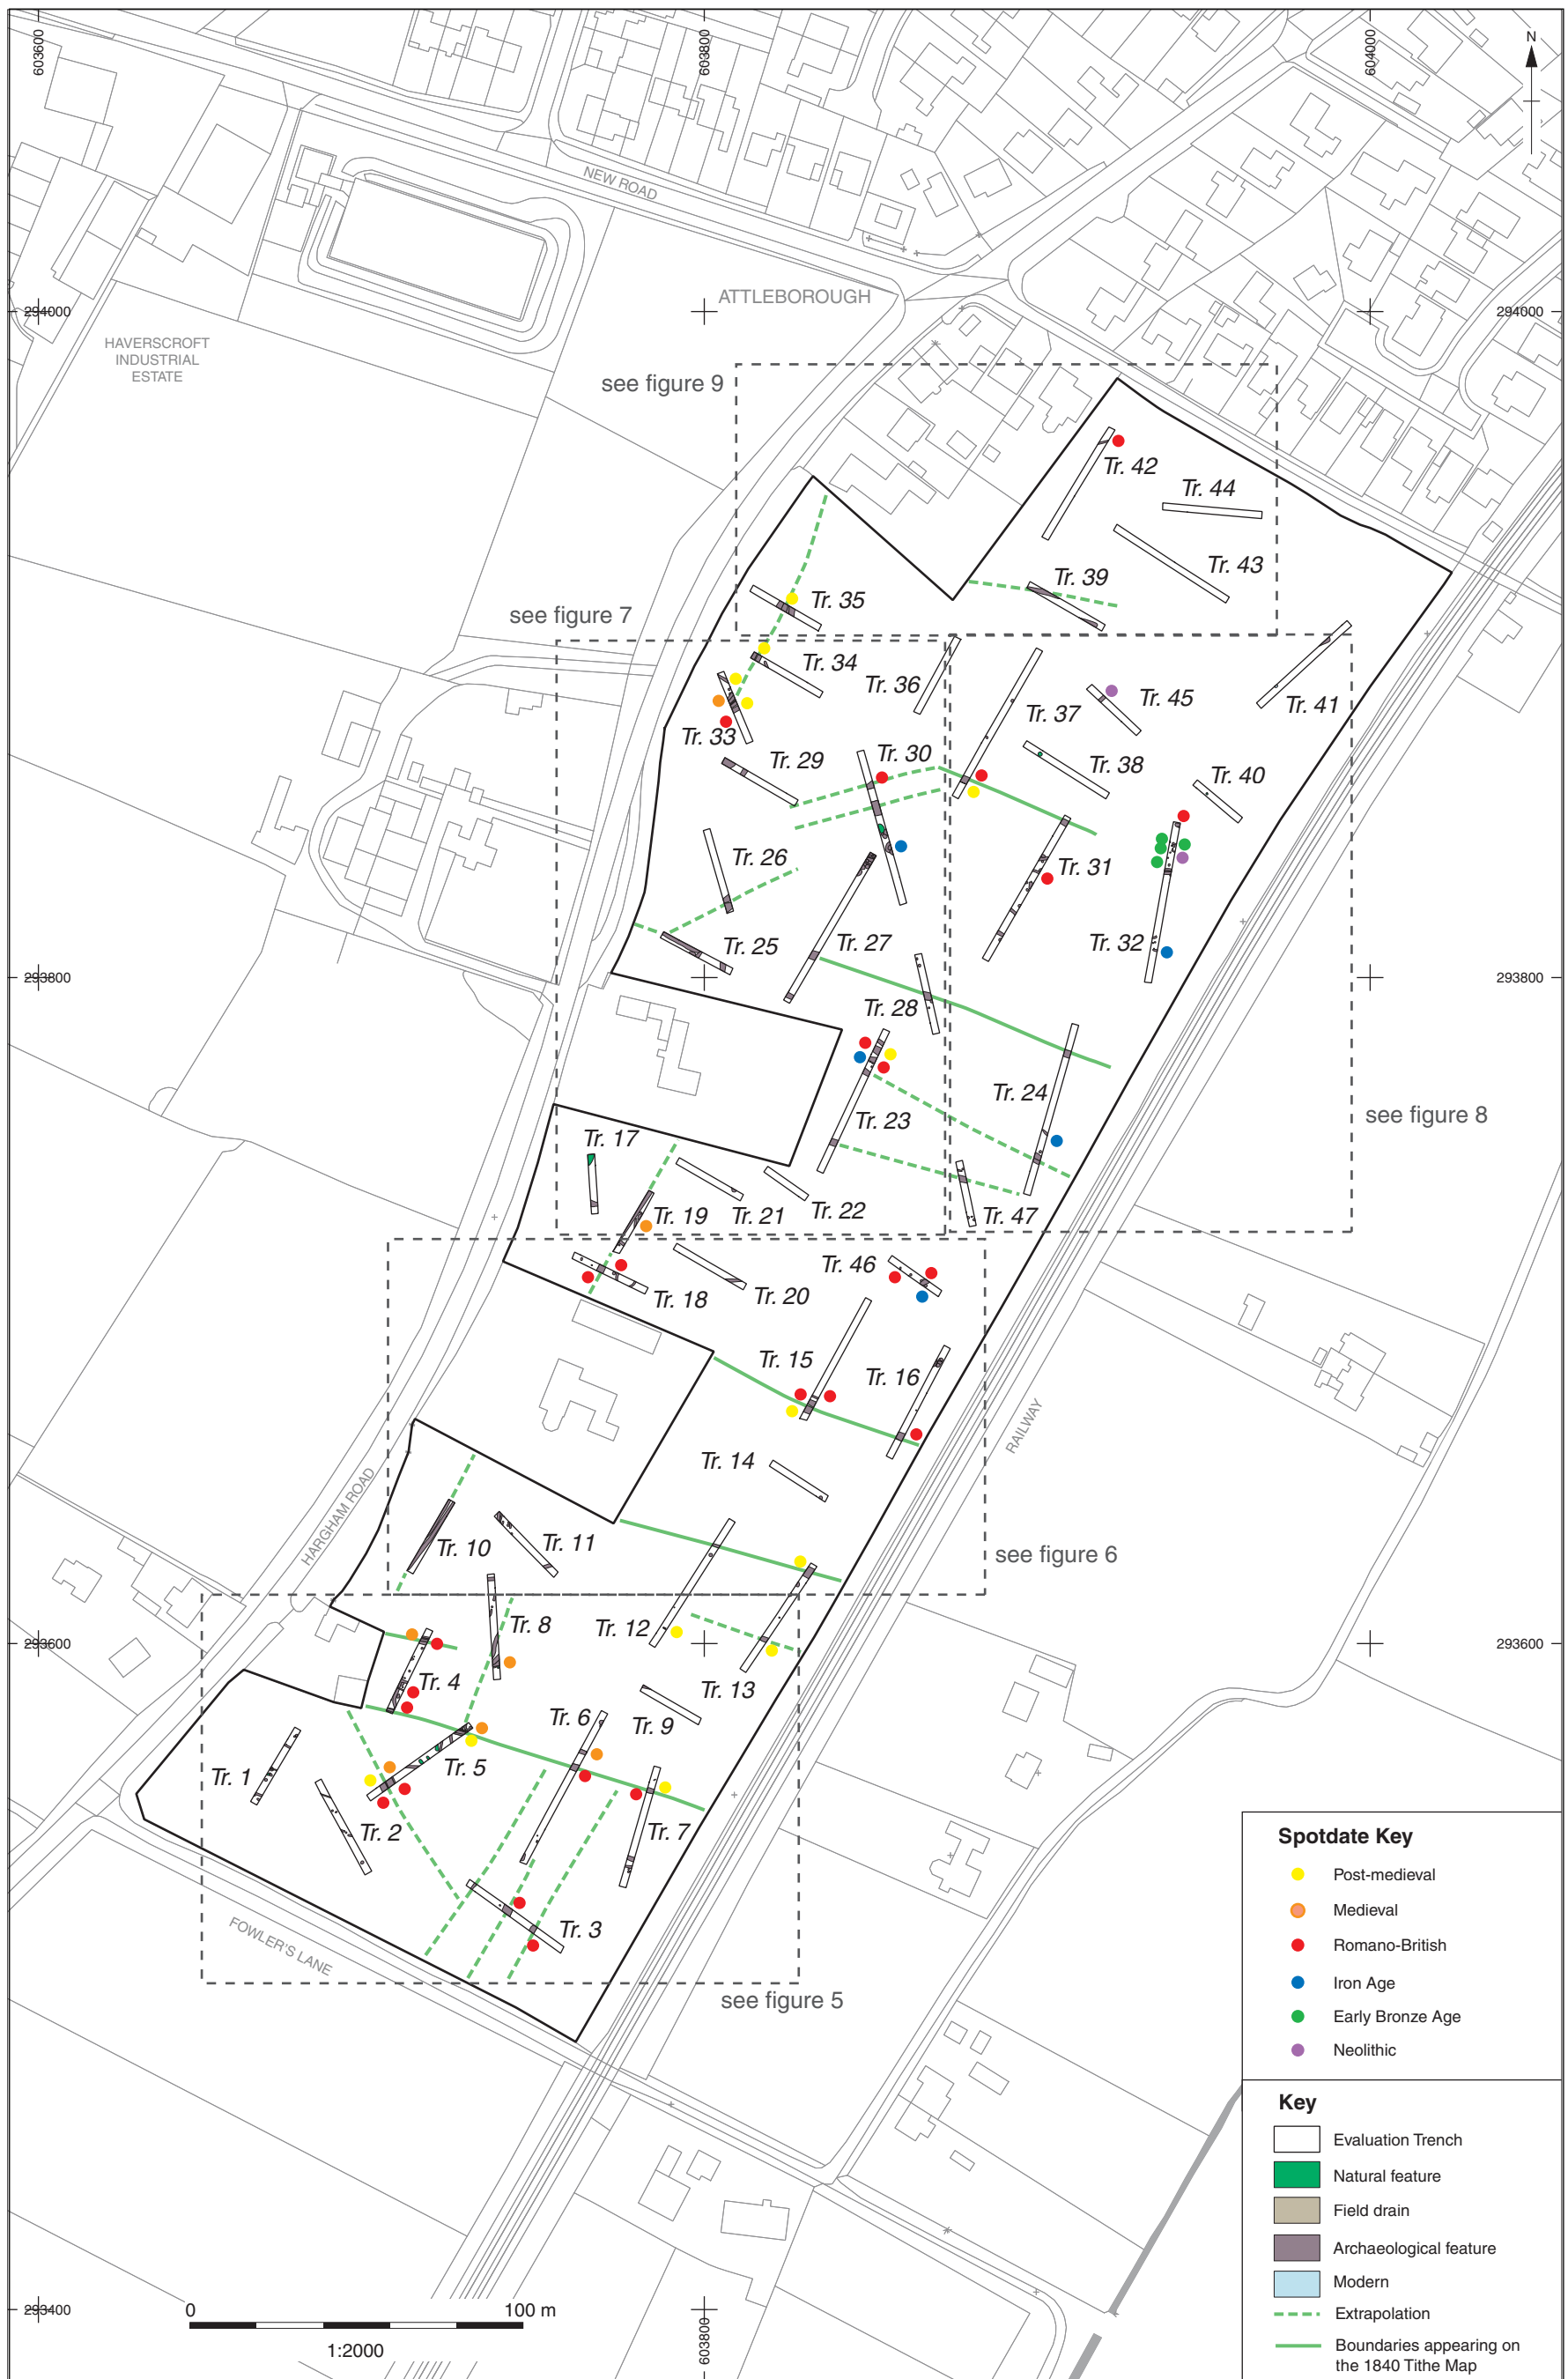 603600
603800
604000
N
NEW ROAD
ATTLEBOROUGH
294000
294000
HAVERSCROFT
INDUSTRIAL
ESTATE
see figure 9
Tr. 42
Tr. 44
Tr. 43
Tr. 39
Tr. 35
see figure 7
Tr. 34
Tr. 36
Tr. 45
Tr. 41
Tr. 37
Tr. 33
Tr. 29
Tr. 30
Tr. 38
Tr. 40
Tr. 26
Tr. 31
Tr. 25
Tr. 27
Tr. 32
293800
293800
Tr. 28
Tr. 24
see figure 8
Tr. 23
Tr. 17
Tr. 19
Tr. 21
Tr. 22
Tr. 47
Tr. 46
Tr. 18
Tr. 20
Tr. 15
Tr. 16
RAILWAY
Tr. 14
HARGHAM ROAD
Tr. 10
Tr. 11
see figure 6
Tr. 8
Tr. 12
293600
293600
Tr. 4
Tr. 13
Tr. 9
Tr. 6
Tr. 5
Tr. 1
Tr. 2
Tr. 7
Tr. 3
FOWLER'S LANE
see figure 5
Spotdate Key
Post-medieval
Medieval
Romano-British
Iron Age
Early Bronze Age
Neolithic
Key
Evaluation Trench
Natural feature
Field drain
Archaeological feature
Modern
Extrapolation
Boundaries appearing on
the 1840 Tithe Map
293400
0
100 m
1:2000
603800